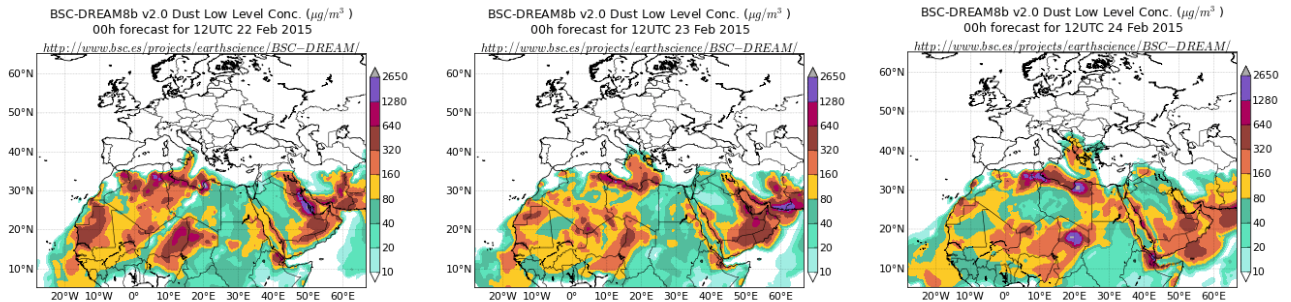 BSC-DREAM8b v2.0 Dust Low Level Conc. (μg/m³ )
00h forecast for 12UTC 22 Feb 2015
http://www.bsc.es/projects/earthscience/BSC−DREAM/
60°N
50°N
40°N
30°N
20°N
10°N
20°W 10°W 0° 10°E 20°E 30°E 40°E 50°E 60°E
2650
1280
640
320
160
80
40
20
10
BSC-DREAM8b v2.0 Dust Low Level Conc. (μg/m³ )
00h forecast for 12UTC 23 Feb 2015
http://www.bsc.es/projects/earthscience/BSC−DREAM/
60°N
50°N
40°N
30°N
20°N
10°N
20°W 10°W 0° 10°E 20°E 30°E 40°E 50°E 60°E
2650
1280
640
320
160
80
40
20
10
BSC-DREAM8b v2.0 Dust Low Level Conc. (μg/m³ )
00h forecast for 12UTC 24 Feb 2015
http://www.bsc.es/projects/earthscience/BSC−DREAM/
60°N
50°N
40°N
30°N
20°N
10°N
20°W 10°W 0° 10°E 20°E 30°E 40°E 50°E 60°E
2650
1280
640
320
160
80
40
20
10